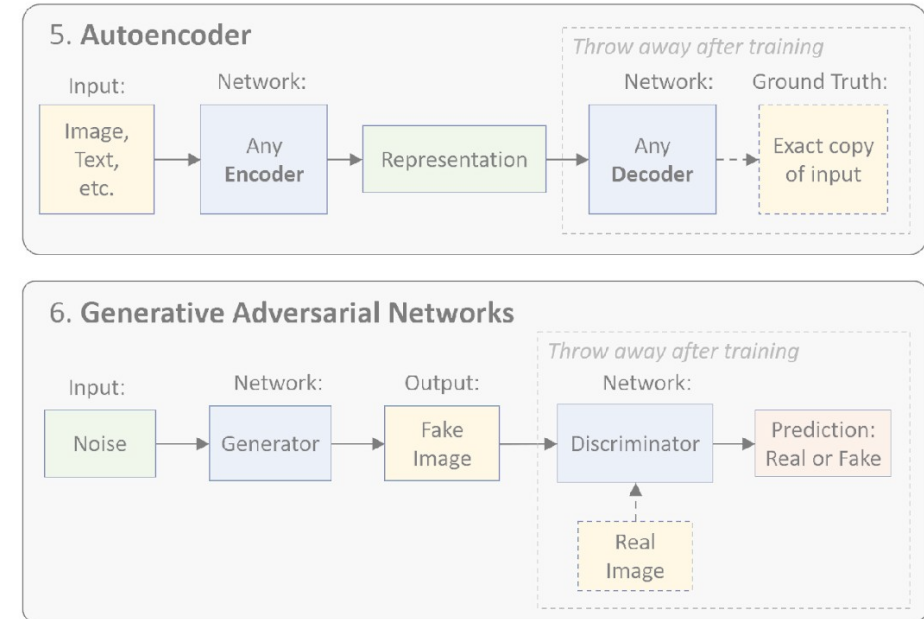 5. Autoencoder
Throw away after training
Input:
Network:
Network:
Ground Truth:
Image,
Text,
etc.
Any
Encoder
Representation
Any
Decoder
Exact copy
of input
6. Generative Adversarial Networks
Throw away after training
Input:
Network:
Output:
Network:
Noise
Generator
Fake
Image
Discriminator
Prediction:
Real or Fake
Real
Image